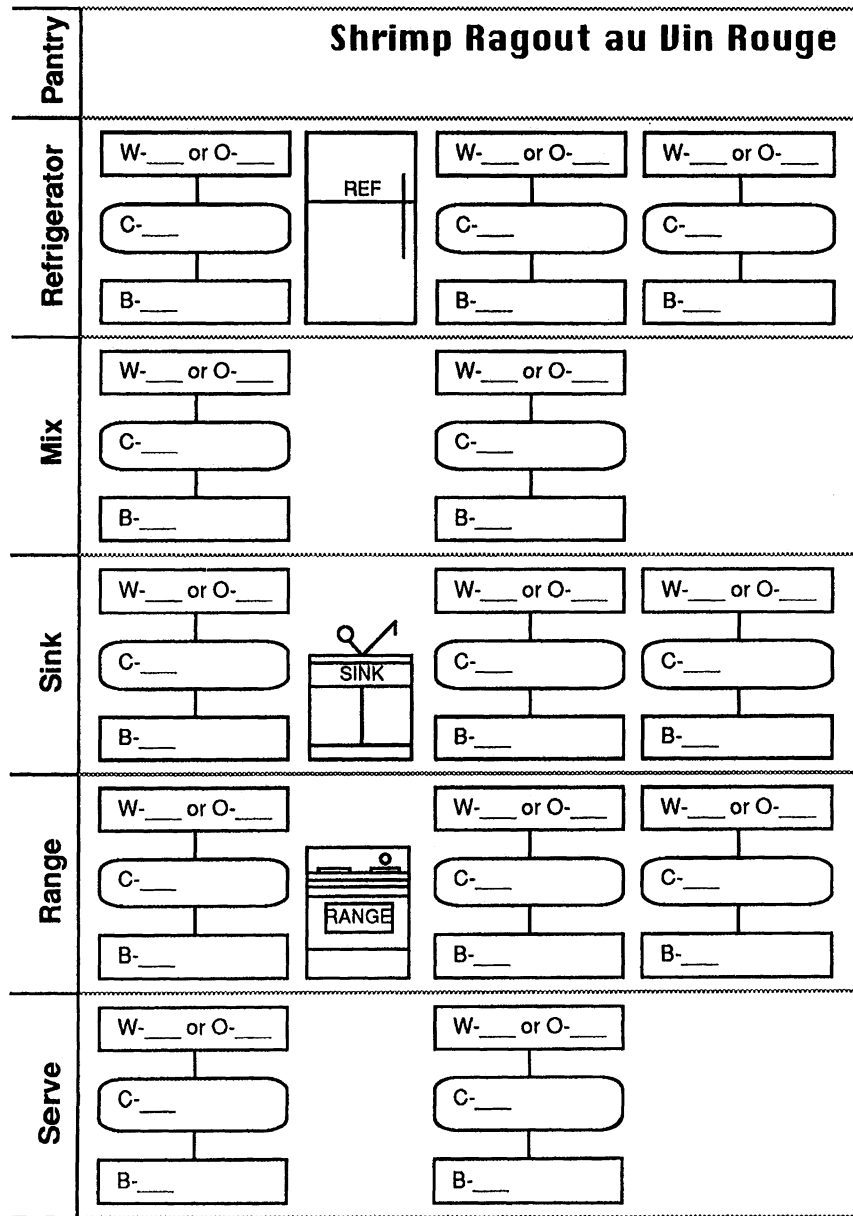 Pantry
Shrimp Ragout au Vin Rouge
Refrigerator
W-___ or O-___
REF
W-___ or O-___
W-___ or O-___
C-___
C-___
C-___
B-___
B-___
B-___
Mix
W-___ or O-___
W-___ or O-___
C-___
C-___
B-___
B-___
Sink
W-___ or O-___
W-___ or O-___
W-___ or O-___
C-___
SINK
C-___
C-___
B-___
B-___
B-___
Range
W-___ or O-___
W-___ or O-___
W-___ or O-___
C-___
C-___
C-___
RANGE
B-___
B-___
B-___
Serve
W-___ or O-___
W-___ or O-___
C-___
C-___
B-___
B-___